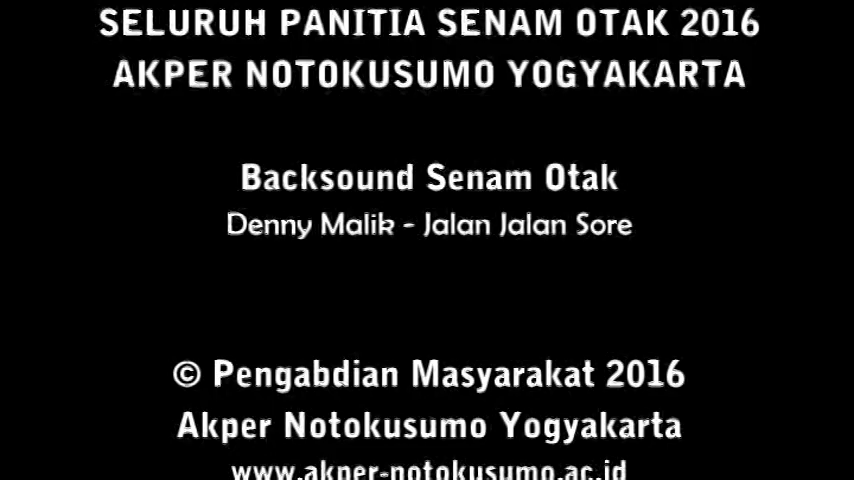 SELURUH PANITIA SENAM OTAK 2016
AKPER NOTOKUSUMO YOGYAKARTA
Backsound Senam Otak
Denny Malik - Jalan Jalan Sore
© Pengabdian Masyarakat 2016
Akper Notokusumo Yogyakarta
www.akper-notokusumo.ac.id